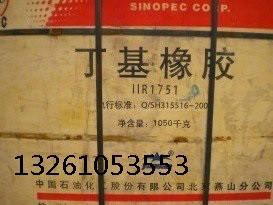 SINOPEC CORP.
丁基橡胶
IIR1751
执行标准：Q/SH315516-200
净含量：1050千克
13261053553
中国石油化工股份有限公司北京燕山分公司